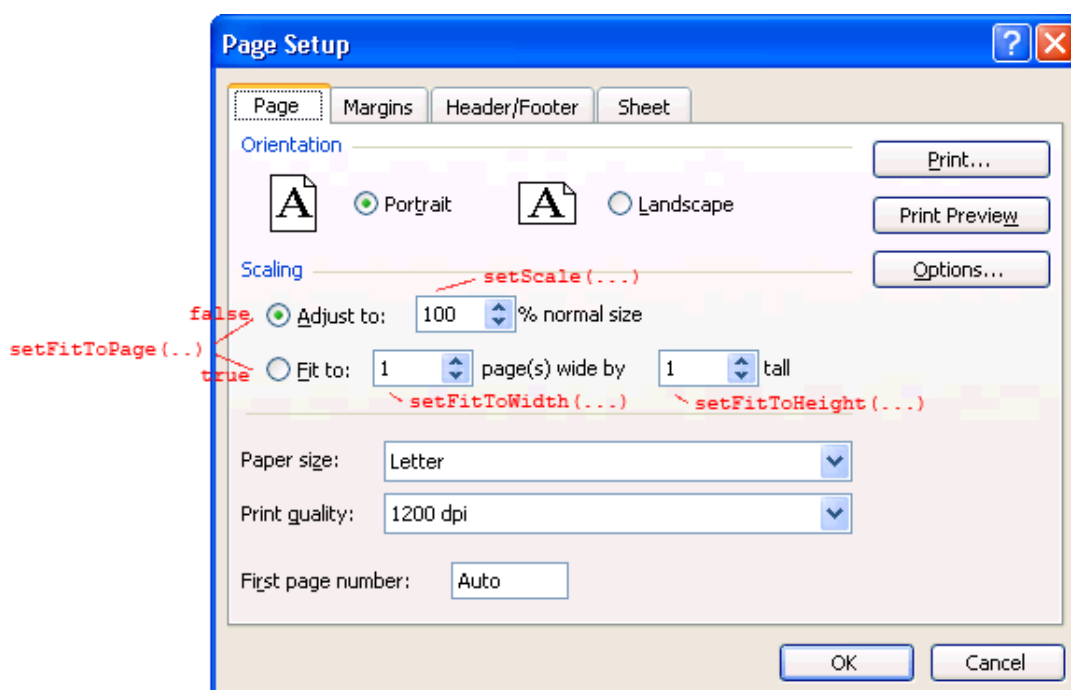 Page Setup
Page Margins Header/Footer Sheet
Orientation
Print...
A Portrait A Landscape
Print Preview
Scaling
Options...
setScale(...)
false Adjust to: 100 % normal size
setFitToPage(..)
true Fit to: 1 page(s) wide by 1 tall
setFitToWidth(...) setFitToHeight(...)
Paper size: Letter
Print quality: 1200 dpi
First page number: Auto
OK Cancel